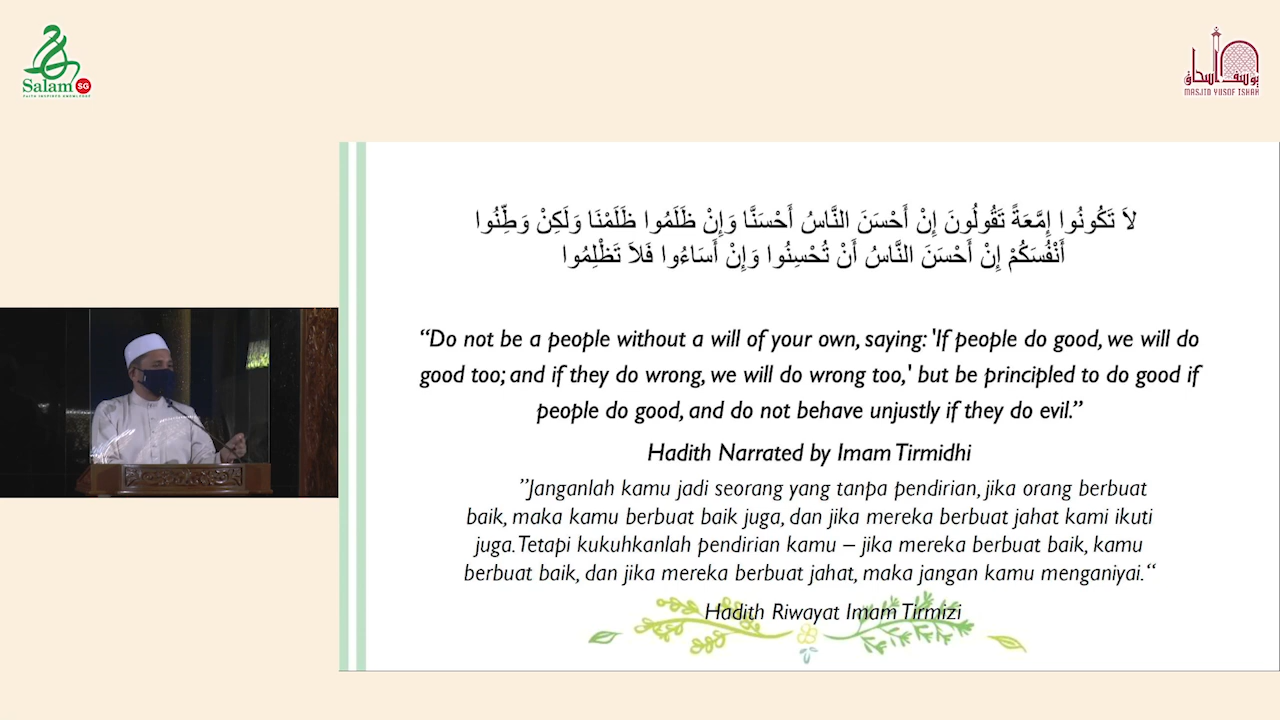 Salam SG
FAITH INSPIRED KNOWLEDGE
يوسف اسحاق
MASJID YUSOF ISHAK
لاَ تَكُونُوا إِمَّعَةً تَقُولُونَ إِنْ أَحْسَنَ النَّاسُ أَحْسَنَّا وَإِنْ ظَلَمُوا ظَلَمْنَا وَلَكِنْ وَطِّنُوا
أَنْفُسَكُمْ إِنْ أَحْسَنَ النَّاسُ أَنْ تُحْسِنُوا وَإِنْ أَسَاءُوا فَلاَ تَظْلِمُوا
“Do not be a people without a will of your own, saying: 'If people do good, we will do
good too; and if they do wrong, we will do wrong too,' but be principled to do good if
people do good, and do not behave unjustly if they do evil.”
Hadith Narrated by Imam Tirmidhi
”Janganlah kamu jadi seorang yang tanpa pendirian, jika orang berbuat
baik, maka kamu berbuat baik juga, dan jika mereka berbuat jahat kami ikuti
juga. Tetapi kukuhkanlah pendirian kamu – jika mereka berbuat baik, kamu
berbuat baik, dan jika mereka berbuat jahat, maka jangan kamu menganiyai.“
Hadith Riwayat Imam Tirmizi